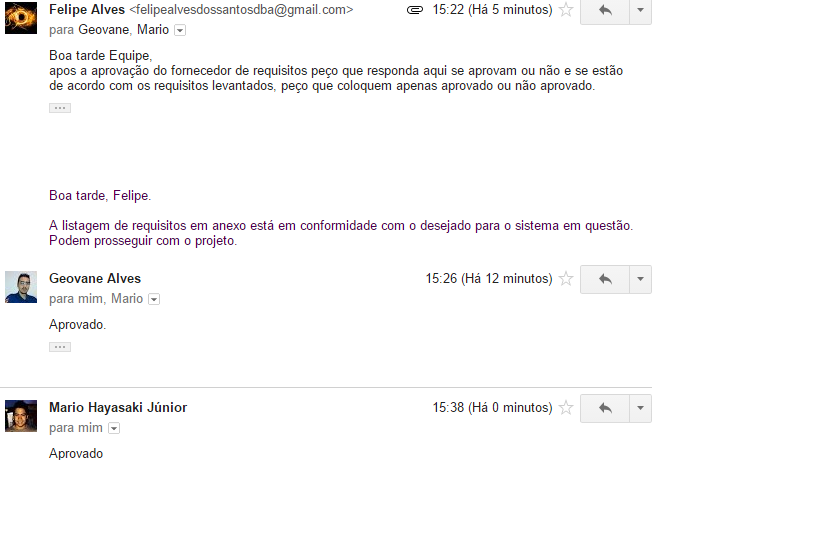 Felipe Alves <felipealvesdossantosdba@gmail.com> 15:22 (Há 5 minutos)
para Geovane, Mario
Boa tarde Equipe,
apos a aprovação do fornecedor de requisitos peço que responda aqui se aprovam ou não e se estão
de acordo com os requisitos levantados, peço que coloquem apenas aprovado ou não aprovado.
Boa tarde, Felipe.
A listagem de requisitos em anexo está em conformidade com o desejado para o sistema em questão.
Podem prosseguir com o projeto.
Geovane Alves 15:26 (Há 12 minutos)
para mim, Mario
Aprovado.
Mario Hayasaki Júnior 15:38 (Há 0 minutos)
para mim
Aprovado